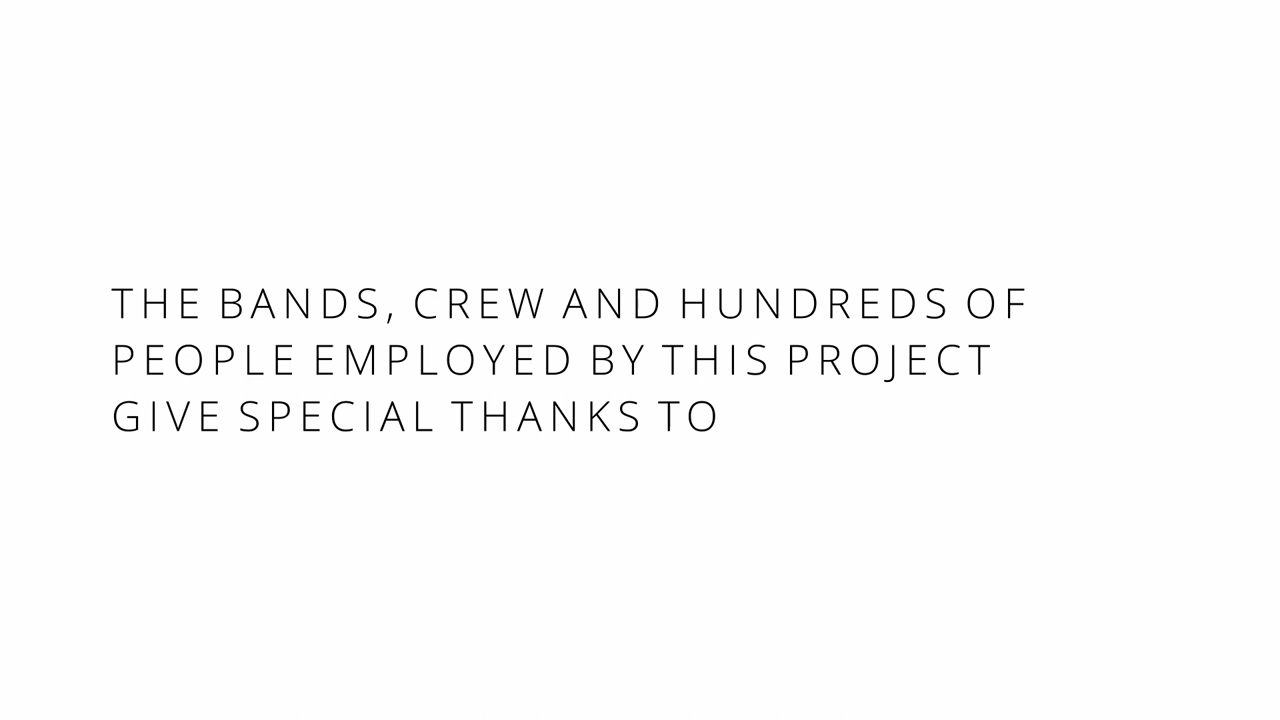 THE BANDS, CREW AND HUNDREDS OF
PEOPLE EMPLOYED BY THIS PROJECT
GIVE SPECIAL THANKS TO